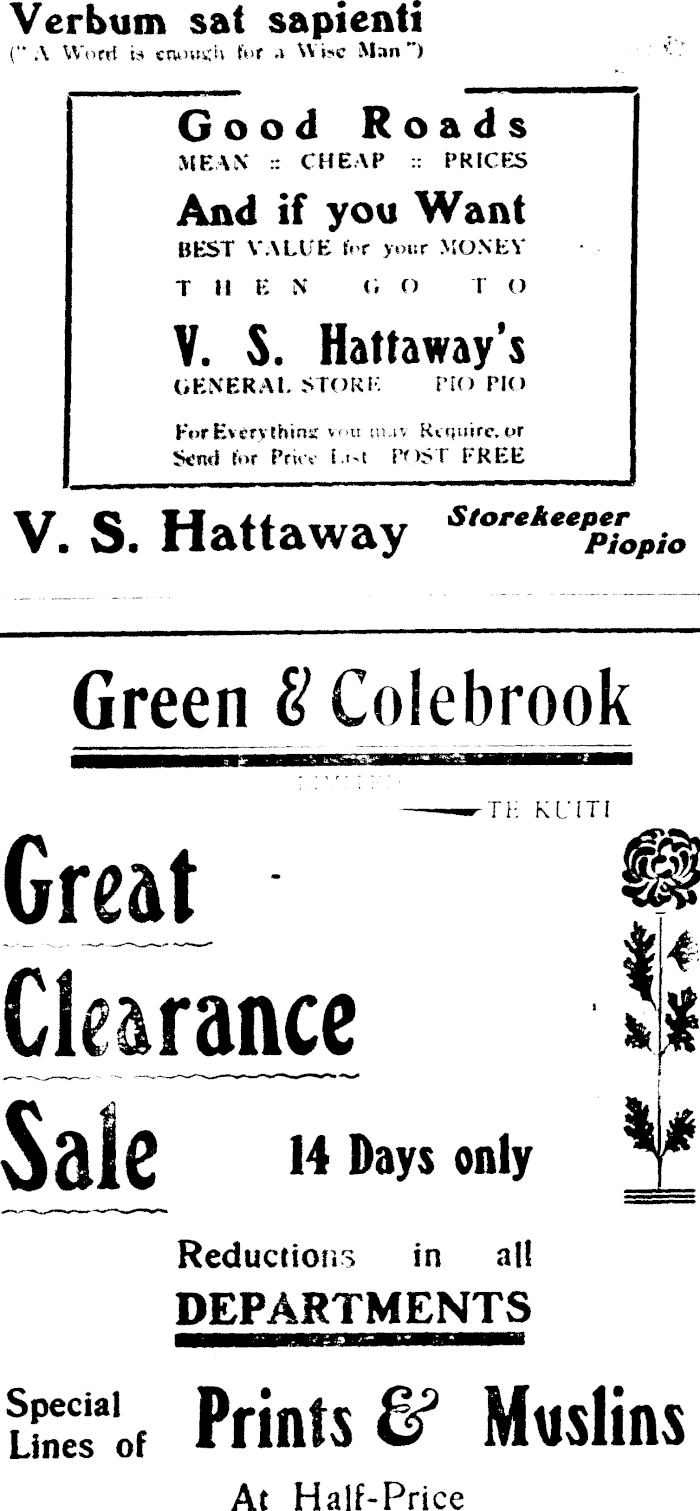 Verbum sat sapienti
("A Word is enough for a Wise Man")
Good Roads
MEAN :: CHEAP :: PRICES
And if you Want
BEST VALUE for your MONEY
THEN GO TO
V. S. Hattaway's
GENERAL STORE PIO PIO
For Everything you may Require, or
Send for Price List POST FREE
V. S. Hattaway Storekeeper
Piopio
Green & Colebrook
LIMITED
TE KUITI
Great
Clearance
Sale 14 Days only
Reductions in all
DEPARTMENTS
Special
Lines of Prints & Muslins
At Half-Price